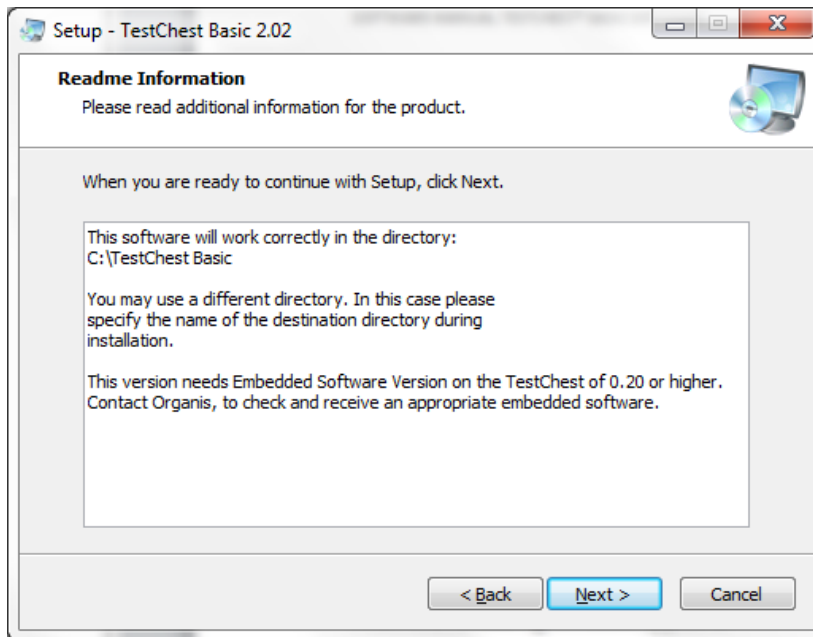 Setup - TestChest Basic 2.02
Readme Information
Please read additional information for the product.
When you are ready to continue with Setup, click Next.
This software will work correctly in the directory:
C:\TestChest Basic
You may use a different directory. In this case please
specify the name of the destination directory during
installation.
This version needs Embedded Software Version on the TestChest of 0.20 or higher.
Contact Organis, to check and receive an appropriate embedded software.
< Back
Next >
Cancel